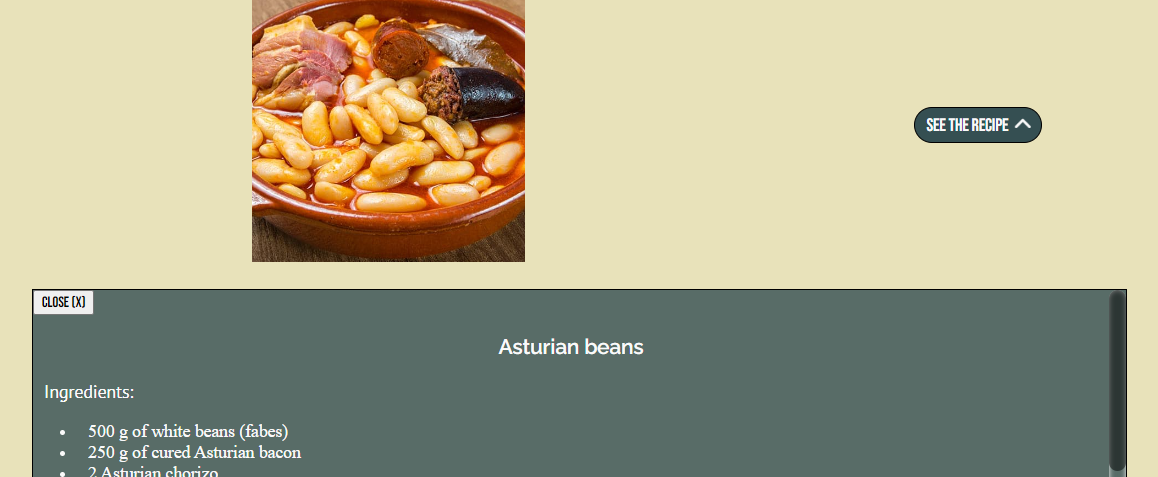 SEE THE RECIPE
CLOSE (X)
Asturian beans
Ingredients:
• 500 g of white beans (fabes)
• 250 g of cured Asturian bacon
• 2 Asturian chorizo